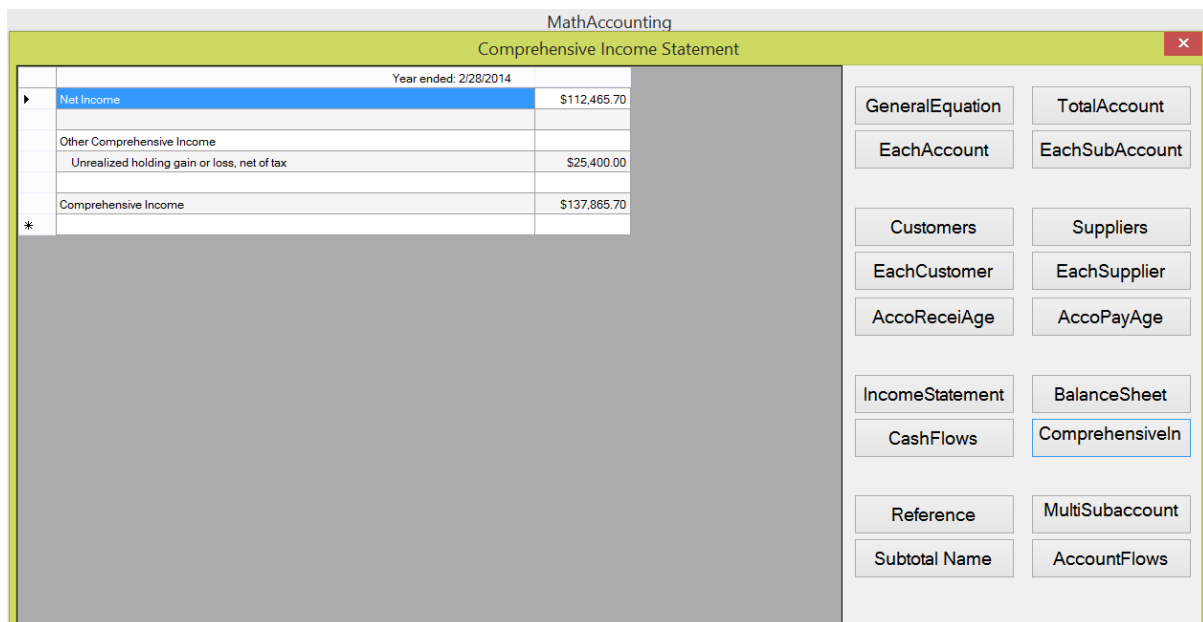 MathAccounting
Comprehensive Income Statement
Year ended: 2/28/2014
Net Income $112,465.70
Other Comprehensive Income
Unrealized holding gain or loss, net of tax $25,400.00
Comprehensive Income $137,865.70
GeneralEquation TotalAccount
EachAccount EachSubAccount
Customers Suppliers
EachCustomer EachSupplier
AccoReceiAge AccoPayAge
IncomeStatement BalanceSheet
CashFlows ComprehensiveIn
Reference MultiSubaccount
Subtotal Name AccountFlows